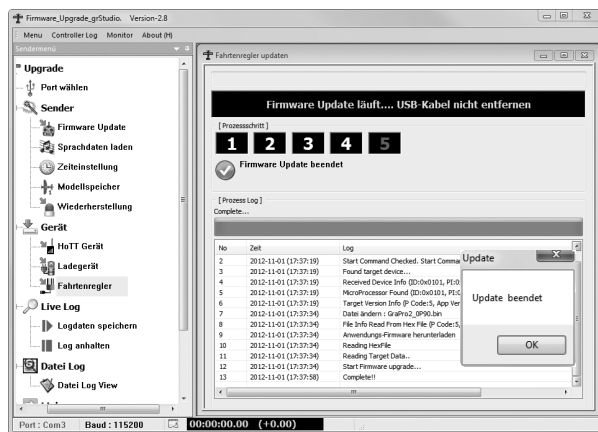 Firmware_Upgrade_grStudio. Version-2.8
Menu Controller Log Monitor About (H)
Sendermenü
Upgrade
Port wählen
Sender
Firmware Update
Sprachdaten laden
Zeiteinstellung
Modellspeicher
Wiederherstellung
Gerät
HoTT Gerät
Ladegerät
Fahrtenregler
Live Log
Logdaten speichern
Log anhalten
Datei Log
Datei Log View
Fahrtenregler updaten
Firmware Update läuft.... USB-Kabel nicht entfernen
[ Prozessschritt ]
1 2 3 4 5
Firmware Update beendet
[ Prozess Log ]
Complete...
No Zeit Log
2 2012-11-01 (17:37:19) Start Command Checked. Start Comma
3 2012-11-01 (17:37:19) Found target device...
4 2012-11-01 (17:37:19) Received Device Info (ID:0x0101, PI:0
5 2012-11-01 (17:37:19) MicroProcessor Found (ID:0x0101, PI:
6 2012-11-01 (17:37:19) Target Version Info (P Code:5, App Ver
7 2012-11-01 (17:37:34) Datei ändern : GraPro2_0P90.bin
8 2012-11-01 (17:37:34) File Info Read From Hex File (P Code:5,
9 2012-11-01 (17:37:34) Anwendungs-Firmware herunterladen
10 2012-11-01 (17:37:34) Reading HexFile
11 2012-11-01 (17:37:34) Reading Target Data..
12 2012-11-01 (17:37:34) Start Firmware upgrade...
13 2012-11-01 (17:37:58) Complete!!
Update
Update beendet
OK
Port : Com3 Baud : 115200 00:00:00.00 (+0.00)